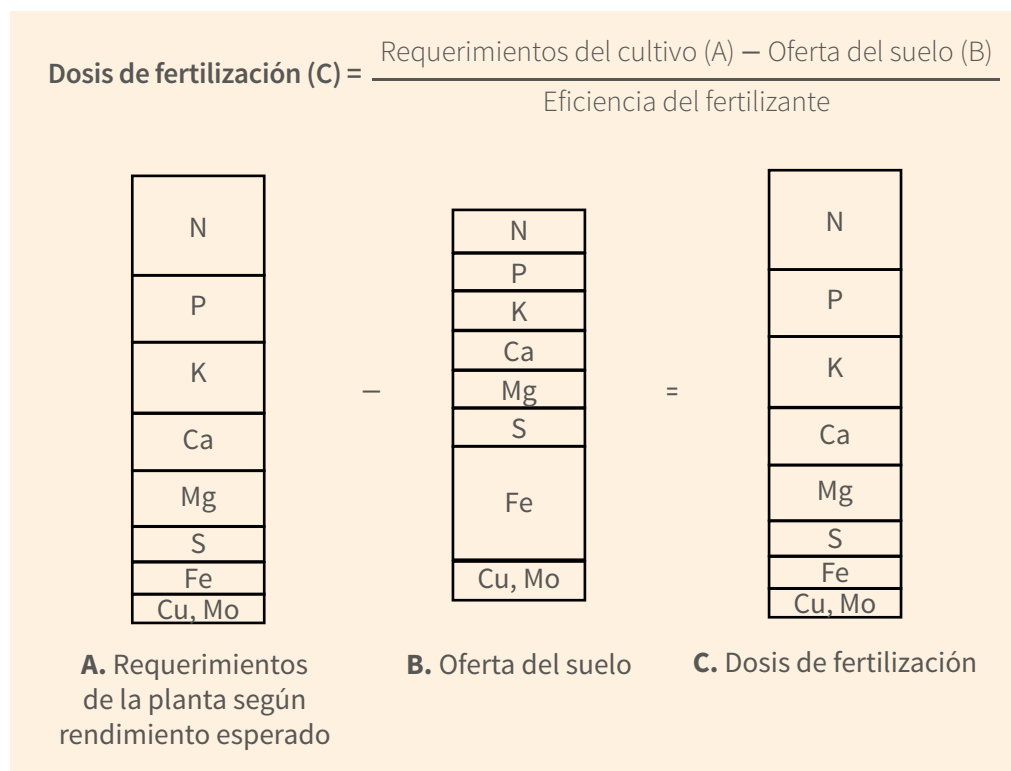 Dosis de fertilización (C) = Requerimientos del cultivo (A) − Oferta del suelo (B)
Eficiencia del fertilizante
N
P
K
Ca
Mg
S
Fe
Cu, Mo
−
N
P
K
Ca
Mg
S
Fe
Cu, Mo
=
N
P
K
Ca
Mg
S
Fe
Cu, Mo
A. Requerimientos
de la planta según
rendimiento esperado
B. Oferta del suelo
C. Dosis de fertilización